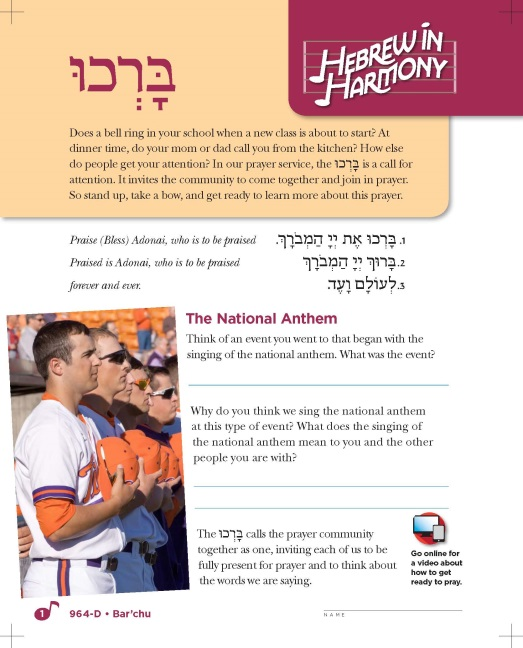 בָּרְכוּ
HEBREW IN
HARMONY
Does a bell ring in your school when a new class is about to start? At
dinner time, do your mom or dad call you from the kitchen? How else
do people get your attention? In our prayer service, the בָּרְכוּ is a call for
attention. It invites the community to come together and join in prayer.
So stand up, take a bow, and get ready to learn more about this prayer.
Praise (Bless) Adonai, who is to be praised
1. בָּרְכוּ אֶת יְיָ הַמְבֹרָךְ.
Praised is Adonai, who is to be praised
2. בָּרוּךְ יְיָ הַמְבֹרָךְ
forever and ever.
3. לְעוֹלָם וָעֶד.
The National Anthem
Think of an event you went to that began with the
singing of the national anthem. What was the event?
Why do you think we sing the national anthem
at this type of event? What does the singing of
the national anthem mean to you and the other
people you are with?
The בָּרְכוּ calls the prayer community
together as one, inviting each of us to be
fully present for prayer and to think about
the words we are saying.
Go online for
a video about
how to get
ready to pray.
1
964-D • Bar'chu
NAME